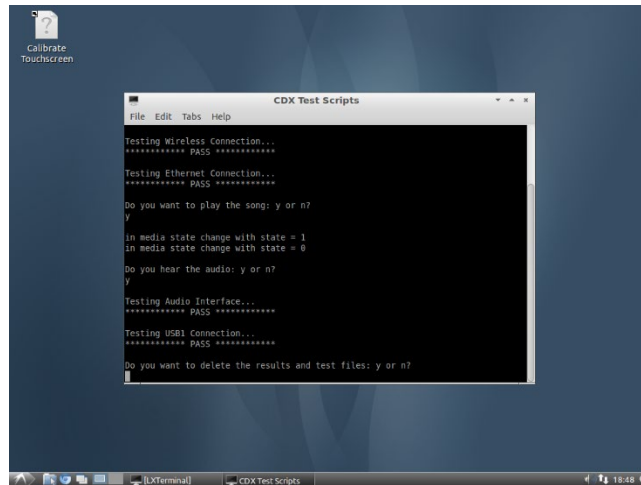 Calibrate
Touchscreen
CDX Test Scripts
File Edit Tabs Help
Testing Wireless Connection...
************ PASS ************
Testing Ethernet Connection...
************ PASS ************
Do you want to play the song: y or n?
y
in media state change with state = 1
in media state change with state = 0
Do you hear the audio: y or n?
y
Testing Audio Interface...
************ PASS ************
Testing USB1 Connection...
************ PASS ************
Do you want to delete the results and test files: y or n?
[LXTerminal]
CDX Test Scripts
18:48